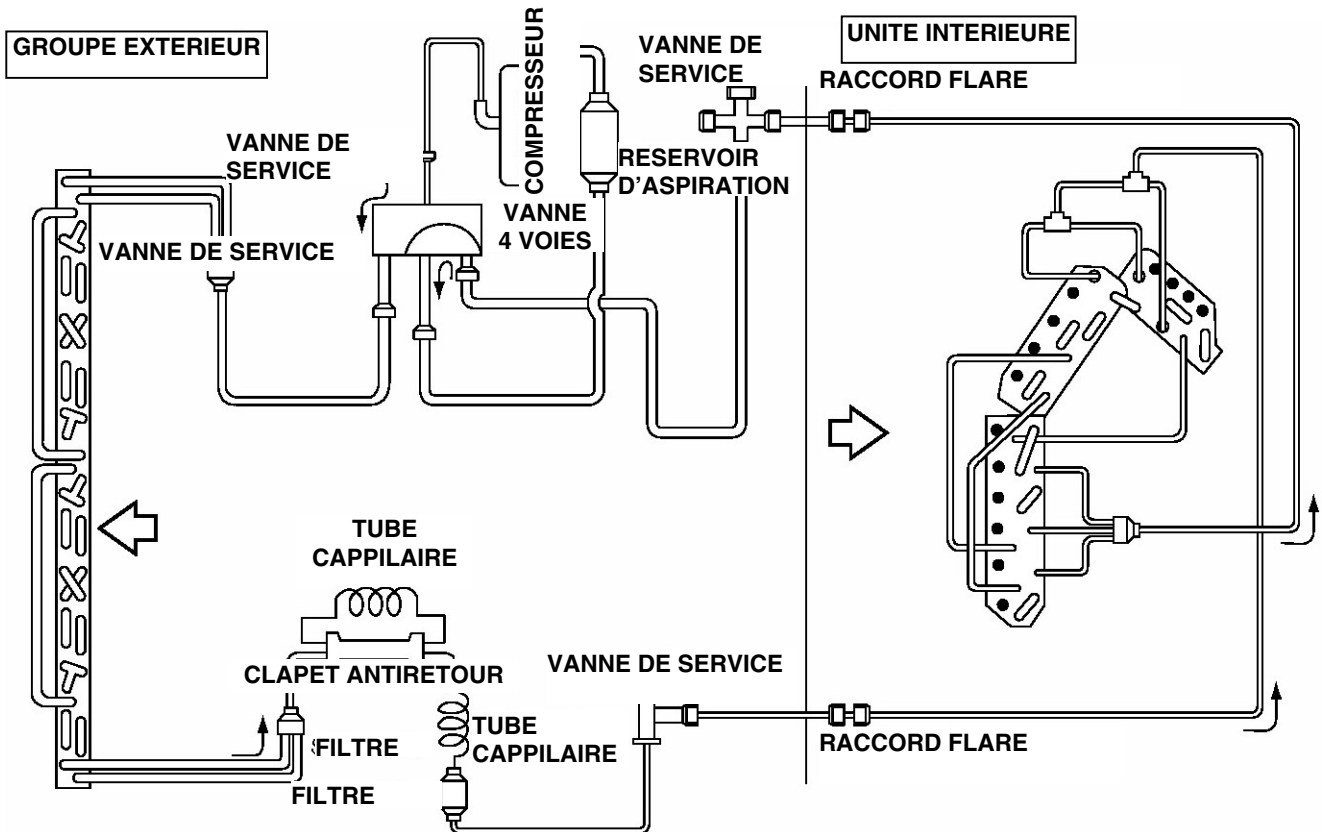 GROUPE EXTERIEUR
COMPRESSEUR
VANNE DE
SERVICE
UNITE INTERIEURE
RACCORD FLARE
VANNE DE
SERVICE
RESERVOIR
D'ASPIRATION
VANNE
4 VOIES
VANNE DE SERVICE
TUBE
CAPPILAIRE
CLAPET ANTIRETOUR
VANNE DE SERVICE
TUBE
CAPPILAIRE
FILTRE
RACCORD FLARE
FILTRE